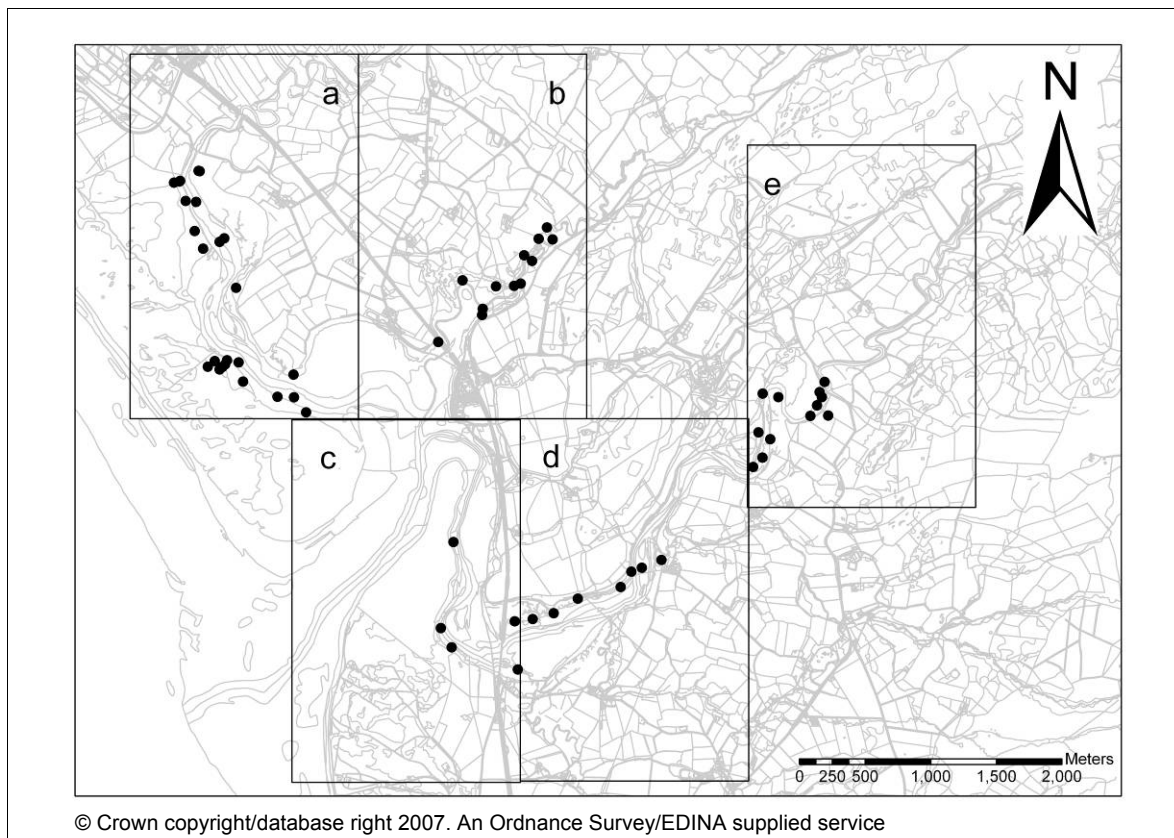 a
b
N
e
c
d
Meters
0 250 500 1,000 1,500 2,000
© Crown copyright/database right 2007. An Ordnance Survey/EDINA supplied service